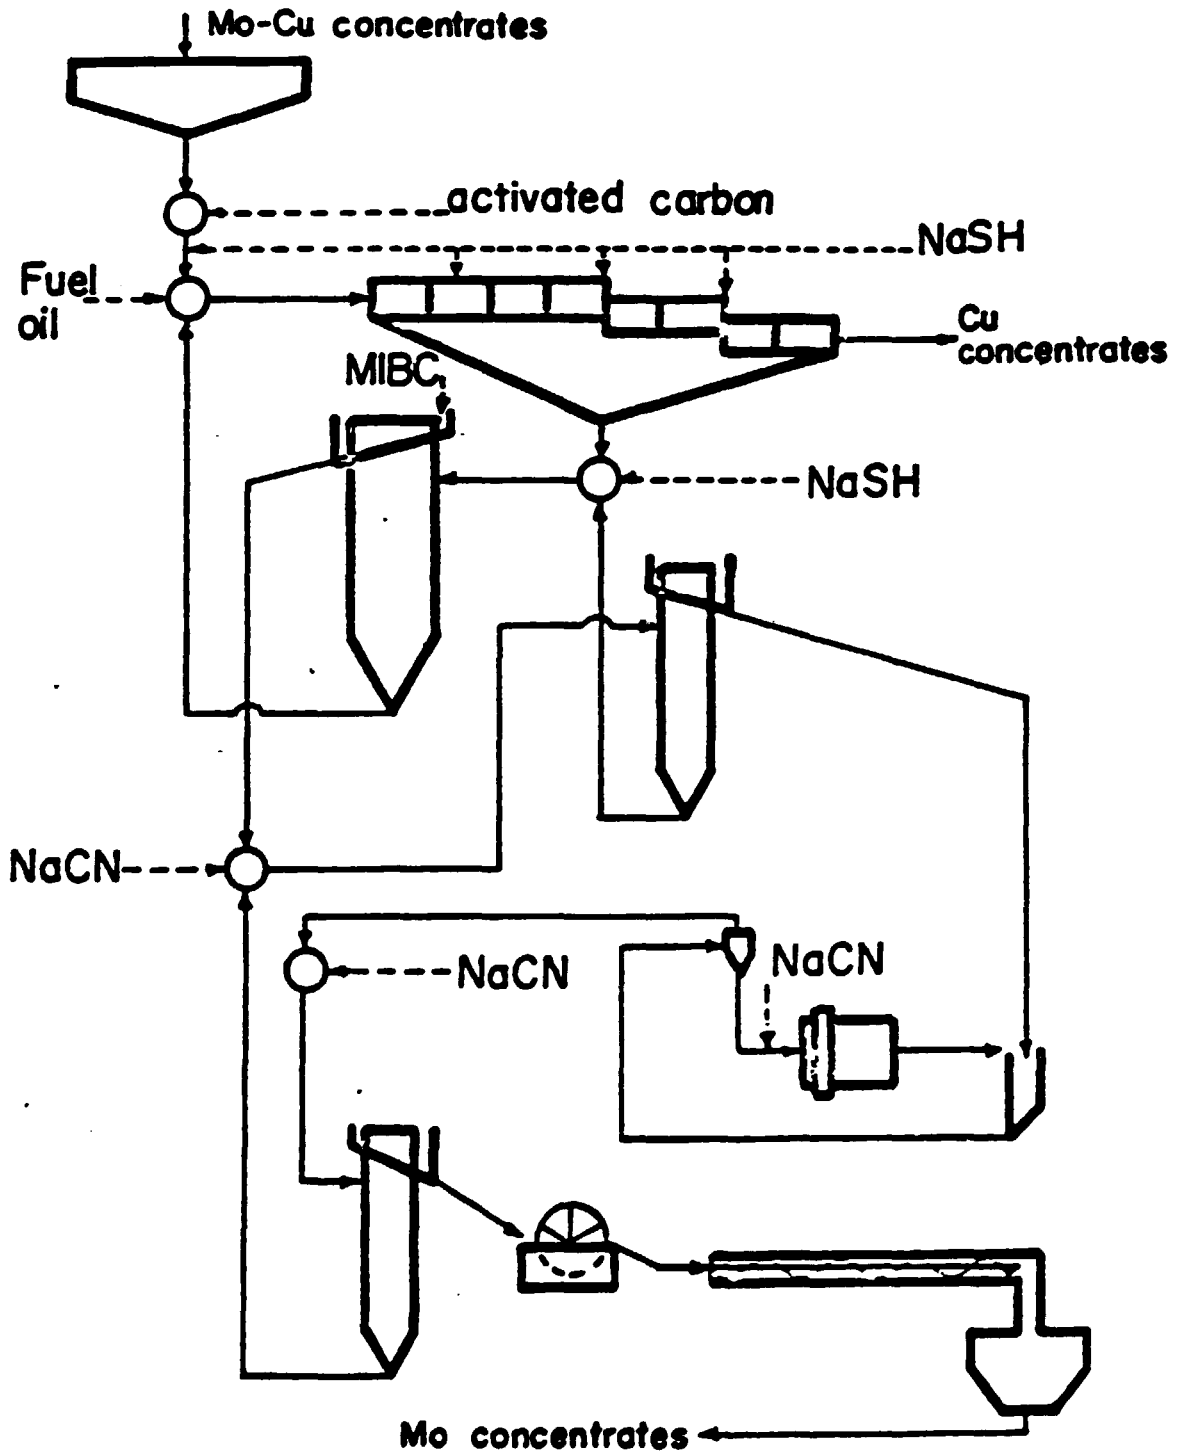 Mo-Cu concentrates
activated carbon
NaSH
Fuel
oil
Cu
concentrates
MIBC
NaSH
NaCN
NaCN
NaCN
Mo concentrates